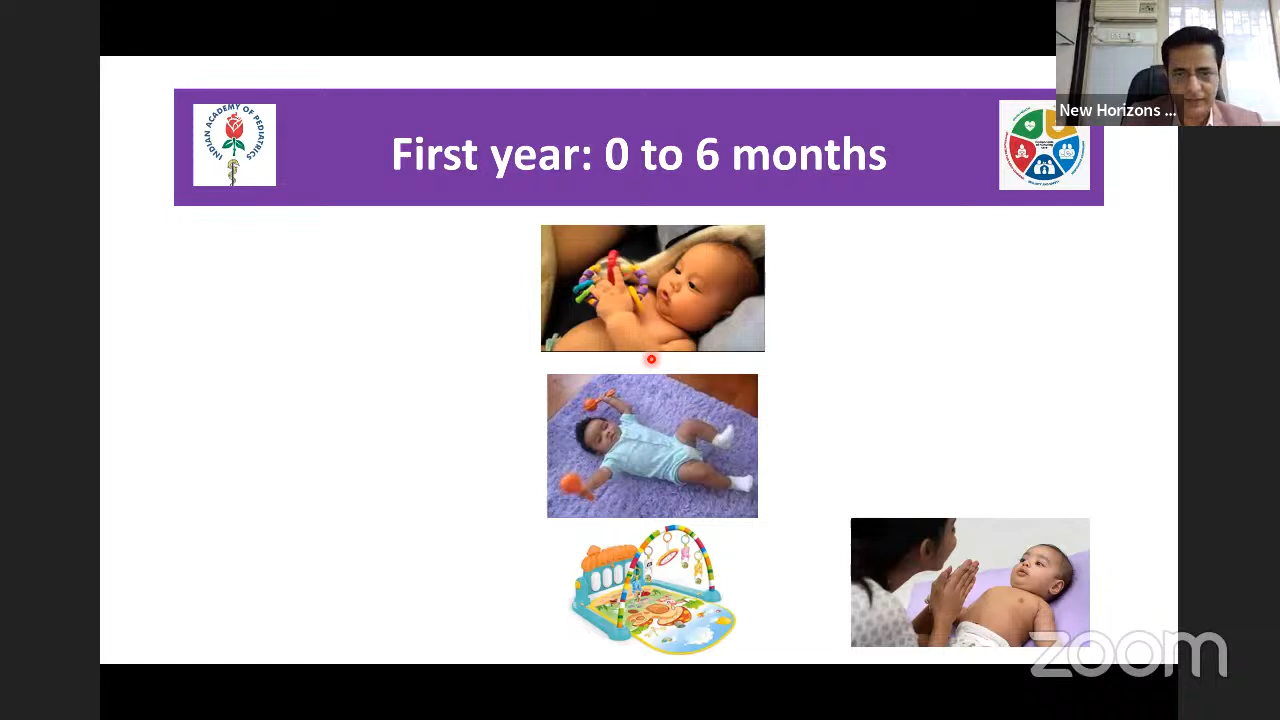 INDIAN ACADEMY OF PEDIATRICS
First year: 0 to 6 months
New Horizons ...
zoom